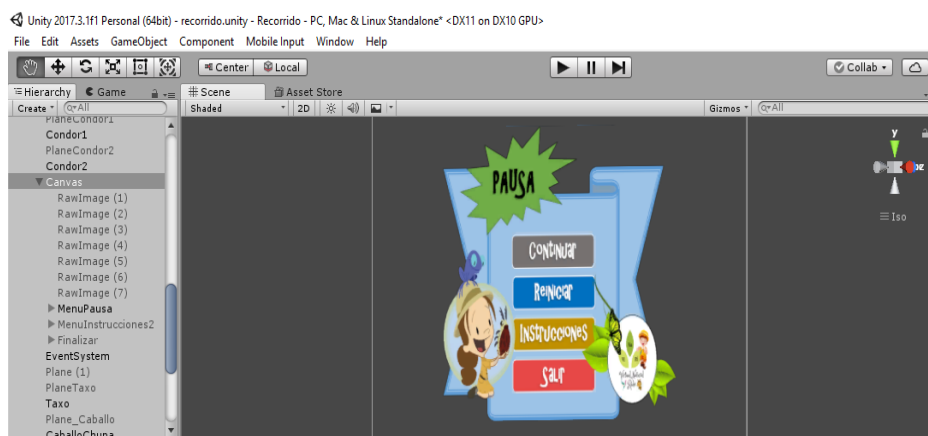 Unity 2017.3.1f1 Personal (64bit) - recorrido.unity - Recorrido - PC, Mac & Linux Standalone* <DX11 on DX10 GPU>
File Edit Assets GameObject Component Mobile Input Window Help
Center Local Collab
Hierarchy Game Scene Asset Store
Create All Shaded 2D Gizmos All
PlaneCondor1
Condor1
PlaneCondor2
Condor2
Canvas
RawImage (1)
RawImage (2)
RawImage (3)
RawImage (4)
RawImage (5)
RawImage (6)
RawImage (7)
MenuPausa
MenuInstrucciones2
Finalizar
EventSystem
Plane (1)
PlaneTaxo
Taxo
Plane_Caballo
CaballoChupa
PAUSA
Continuar
Reiniciar
Instrucciones
Salir
y
Iso